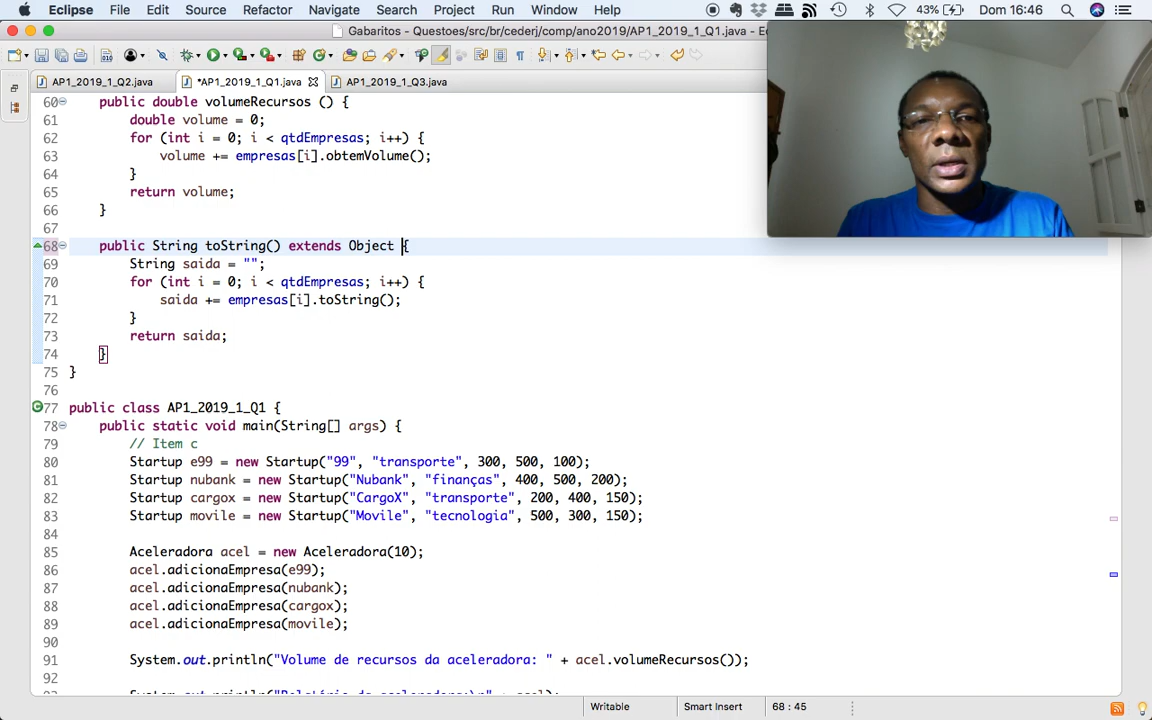 Eclipse File Edit Source Refactor Navigate Search Project Run Window Help 43% Dom 16:46
Gabaritos - Questoes/src/br/cederj/comp/ano2019/AP1_2019_1_Q1.java - E
AP1_2019_1_Q2.java *AP1_2019_1_Q1.java AP1_2019_1_Q3.java
60 public double volumeRecursos () {
61 double volume = 0;
62 for (int i = 0; i < qtdEmpresas; i++) {
63 volume += empresas[i].obtemVolume();
64 }
65 return volume;
66 }
67
68 public String toString() extends Object {
69 String saida = "";
70 for (int i = 0; i < qtdEmpresas; i++) {
71 saida += empresas[i].toString();
72 }
73 return saida;
74 }
75 }
76
77 public class AP1_2019_1_Q1 {
78 public static void main(String[] args) {
79 // Item c
80 Startup e99 = new Startup("99", "transporte", 300, 500, 100);
81 Startup nubank = new Startup("Nubank", "finanças", 400, 500, 200);
82 Startup cargox = new Startup("CargoX", "transporte", 200, 400, 150);
83 Startup movile = new Startup("Movile", "tecnologia", 500, 300, 150);
84
85 Aceleradora acel = new Aceleradora(10);
86 acel.adicionaEmpresa(e99);
87 acel.adicionaEmpresa(nubank);
88 acel.adicionaEmpresa(cargox);
89 acel.adicionaEmpresa(movile);
90
91 System.out.println("Volume de recursos da aceleradora: " + acel.volumeRecursos());
92
Writable Smart Insert 68 : 45